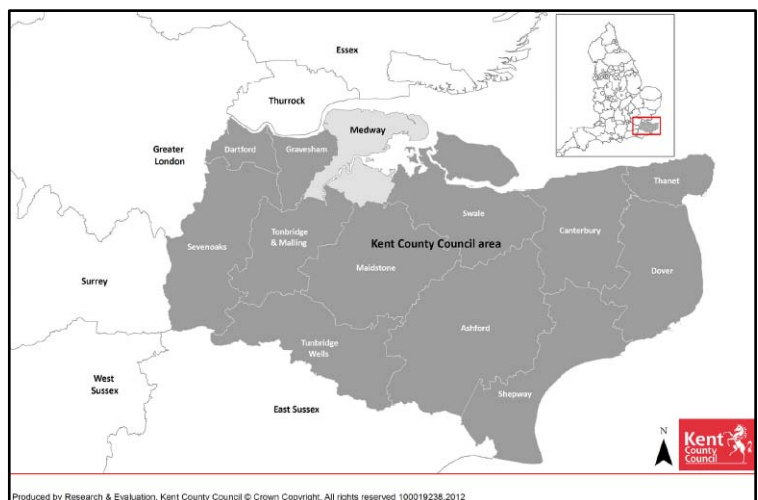 Essex
Thurrock
Medway
Greater
London
Dartford
Gravesham
Thanet
Swale
Sevenoaks
Tonbridge
& Malling
Kent County Council area
Canterbury
Maidstone
Dover
Surrey
Ashford
Tunbridge
Wells
West
Sussex
Shepway
East Sussex
N
Kent
County
Council
Produced by Research & Evaluation, Kent County Council © Crown Copyright. All rights reserved 100019238.2012